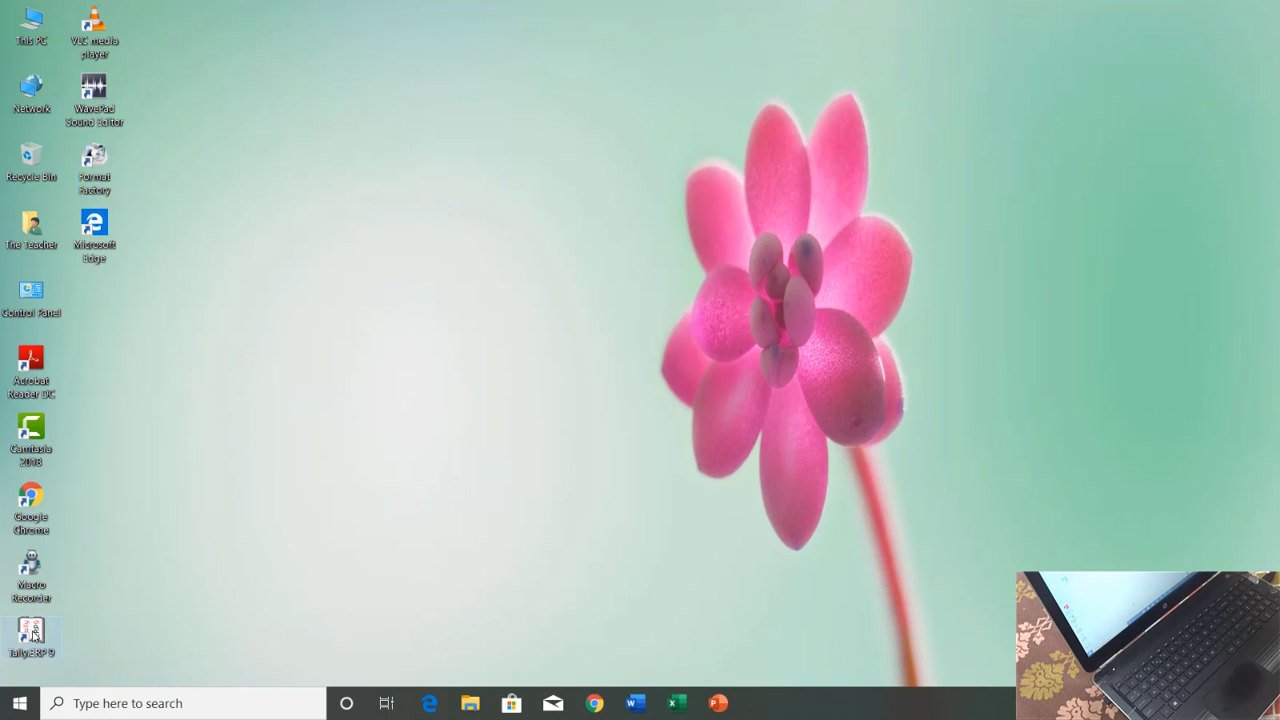 This PC
VLC media
player
Network
WavePad
Sound Editor
Recycle Bin
Format
Factory
The Teacher
Microsoft
Edge
Control Panel
Acrobat
Reader DC
Camtasia
2018
Google
Chrome
Macro
Recorder
Tally.ERP 9
Type here to search